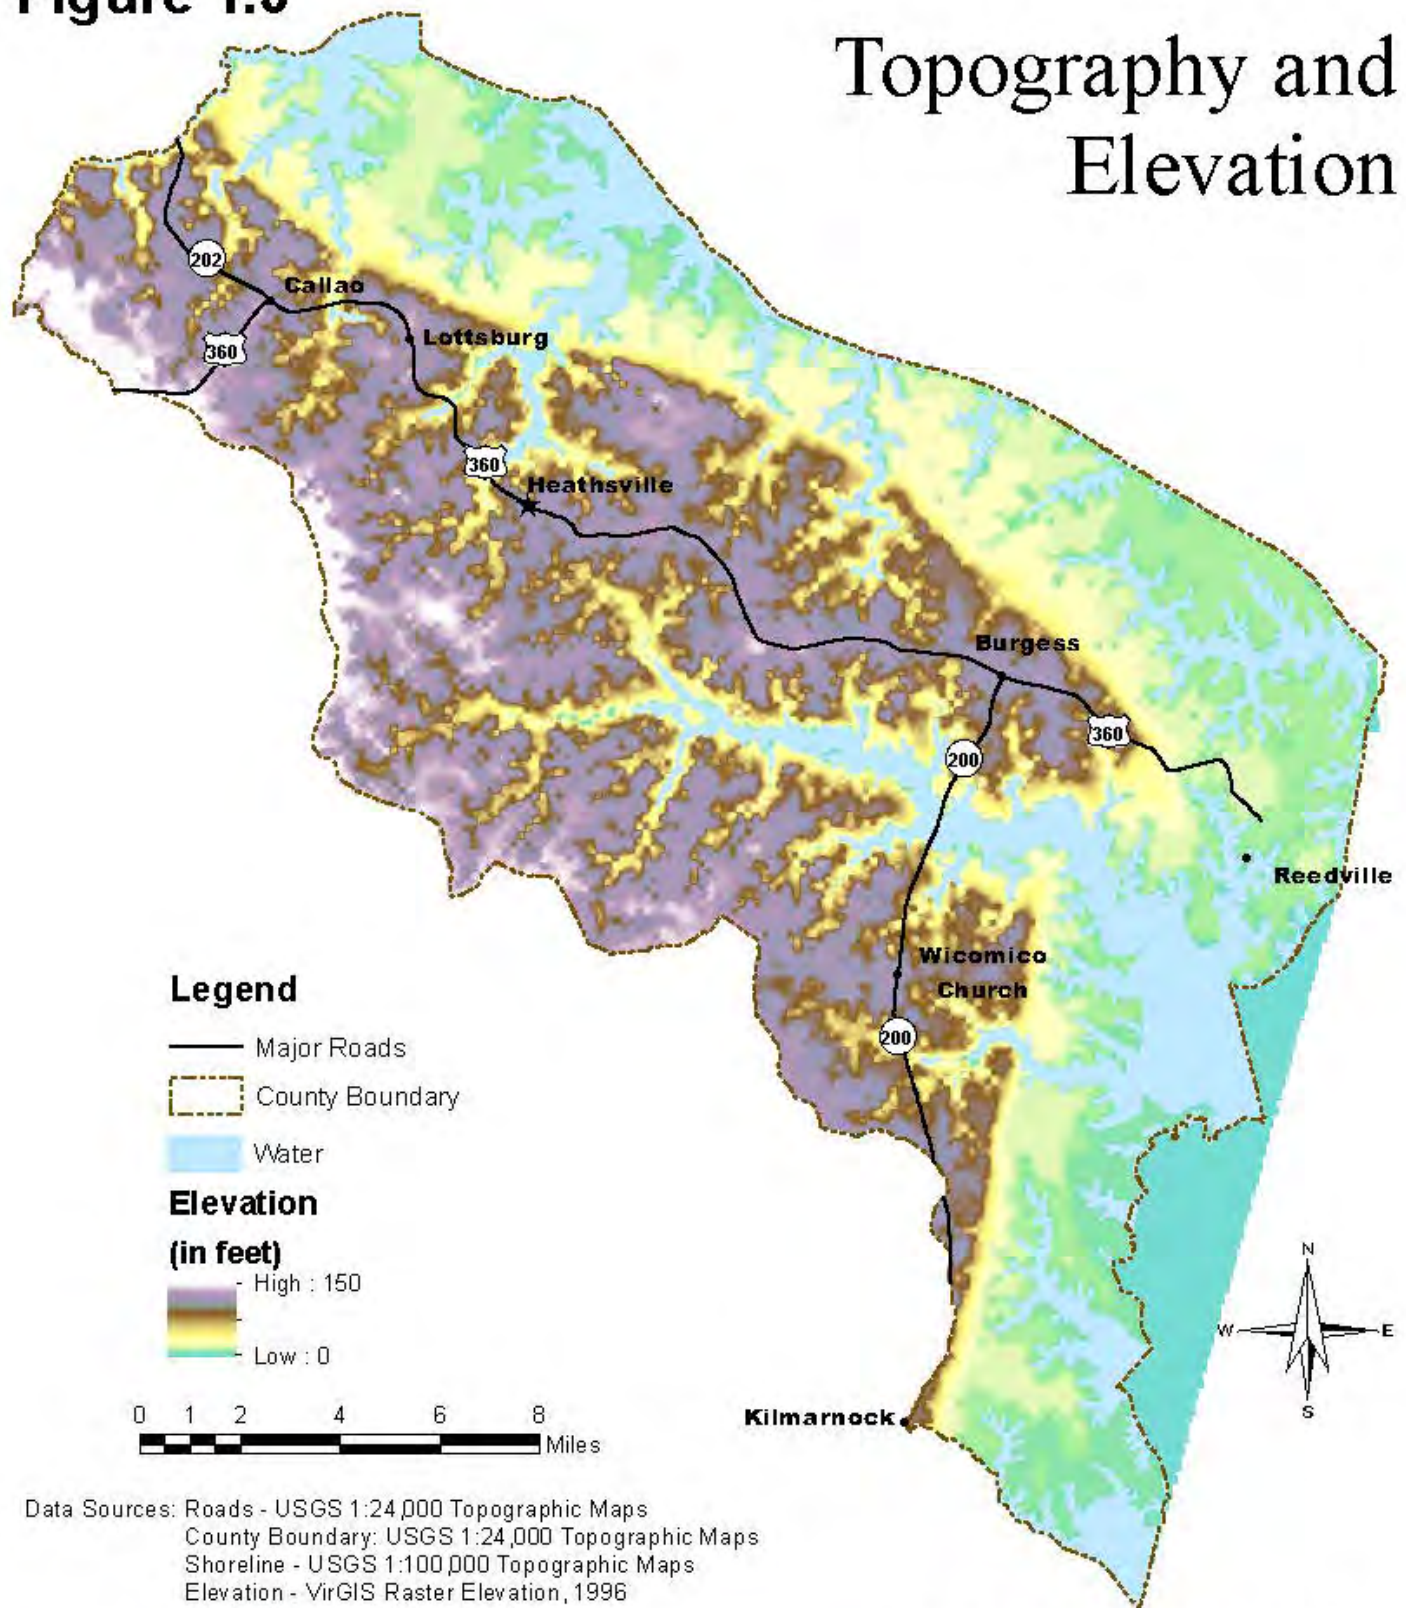 Figure 1.
Topography and
Elevation
202
Callao
360
Lottsburg
360
Heathsville
Burgess
360
200
Reedville
Wicomico
Church
200
Kilmarnock
Legend
Major Roads
County Boundary
Water
Elevation
(in feet)
High : 150
Low : 0
0 1 2 4 6 8
Miles
N
W E
S
Data Sources: Roads - USGS 1:24,000 Topographic Maps
County Boundary: USGS 1:24,000 Topographic Maps
Shoreline - USGS 1:100,000 Topographic Maps
Elevation - VirGIS Raster Elevation, 1996